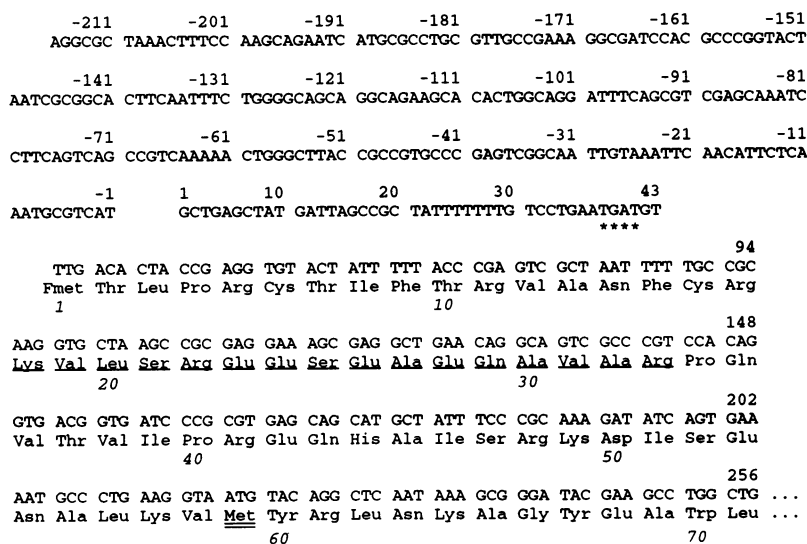 -211 -201 -191 -181 -171 -161 -151
AGGCGC TAAACTTTCC AAGCAGAATC ATGCGCCTGC GTTGCCGAAA GGCGATCCAC GCCCGGTACT
-141 -131 -121 -111 -101 -91 -81
AATCGCGGCA CTTCAATTTC TGGGGCAGCA GGCAGAAGCA CACTGGCAGG ATTTCAGCGT CGAGCAAATC
-71 -61 -51 -41 -31 -21 -11
CTTCAGTCAG CCGTCAAAAA CTGGGCTTAC CGCCGTGCCC GAGTCGGCAA TTGTAAATTC AACATTCTCA
-1 1 10 20 30 43
AATGCGTCAT GCTGAGCTAT GATTAGCCGC TATTTTTTTG TCCTGAATGATGT
****
94
TTG ACA CTA CCG AGG TGT ACT ATT TTT ACC CGA GTC GCT AAT TTT TGC CGC
Fmet Thr Leu Pro Arg Cys Thr Ile Phe Thr Arg Val Ala Asn Phe Cys Arg
1 10
148
AAG GTG CTA AGC CGC GAG GAA AGC GAG GCT GAA CAG GCA GTC GCC CGT CCA CAG
Lys Val Leu Ser Arg Glu Glu Ser Glu Ala Glu Gln Ala Val Ala Arg Pro Gln
20 30
GTG ACG GTG ATC CCG CGT GAG CAG CAT GCT ATT TCC CGC AAA GAT ATC AGT GAA 202
Val Thr Val Ile Pro Arg Glu Gln His Ala Ile Ser Arg Lys Asp Ile Ser Glu
40 50
256
AAT GCC CTG AAG GTA ATG TAC AGG CTC AAT AAA GCG GGA TAC GAA GCC TGG CTG ...
Asn Ala Leu Lys Val Met Tyr Arg Leu Asn Lys Ala Gly Tyr Glu Ala Trp Leu ...
60 70